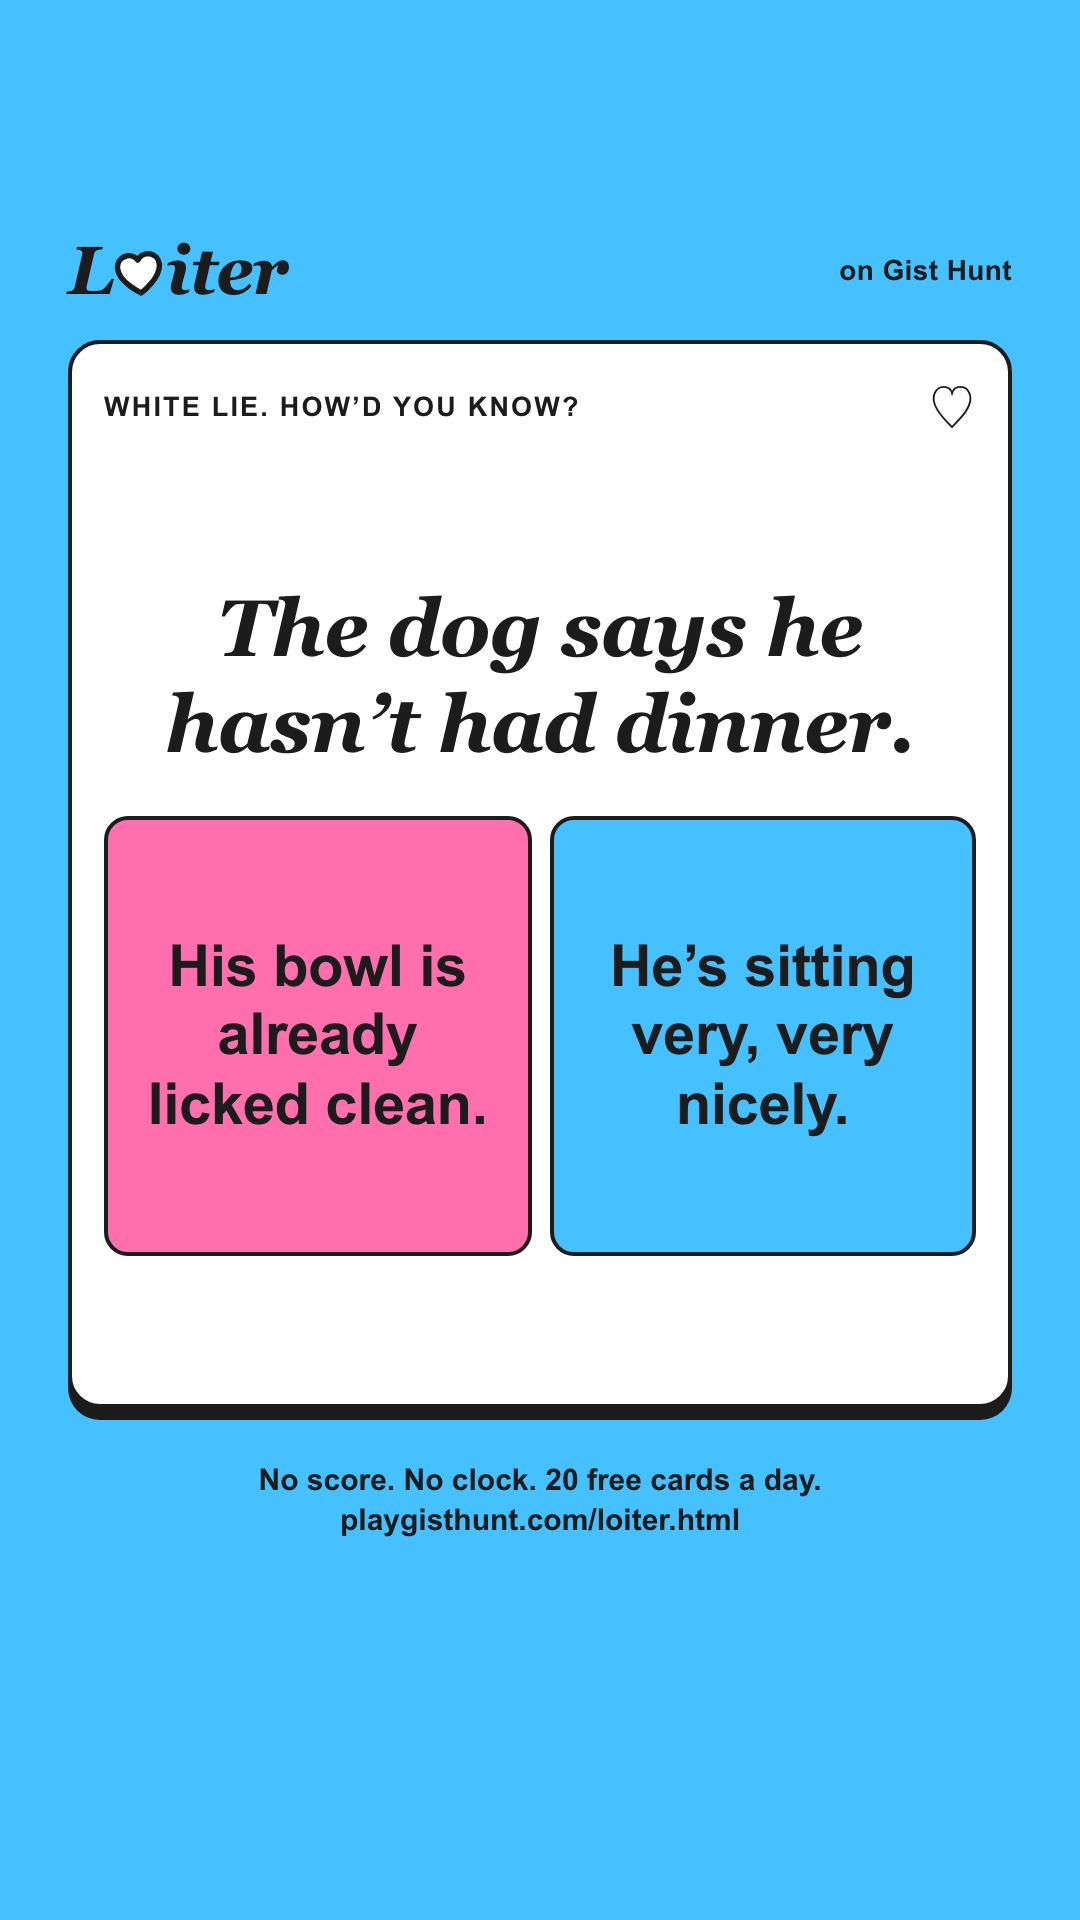 Loiter
on Gist Hunt
WHITE LIE. HOW’D YOU KNOW?
The dog says he
hasn’t had dinner.
His bowl is
already
licked clean.
He’s sitting
very, very
nicely.
No score. No clock. 20 free cards a day.
playgisthunt.com/loiter.html